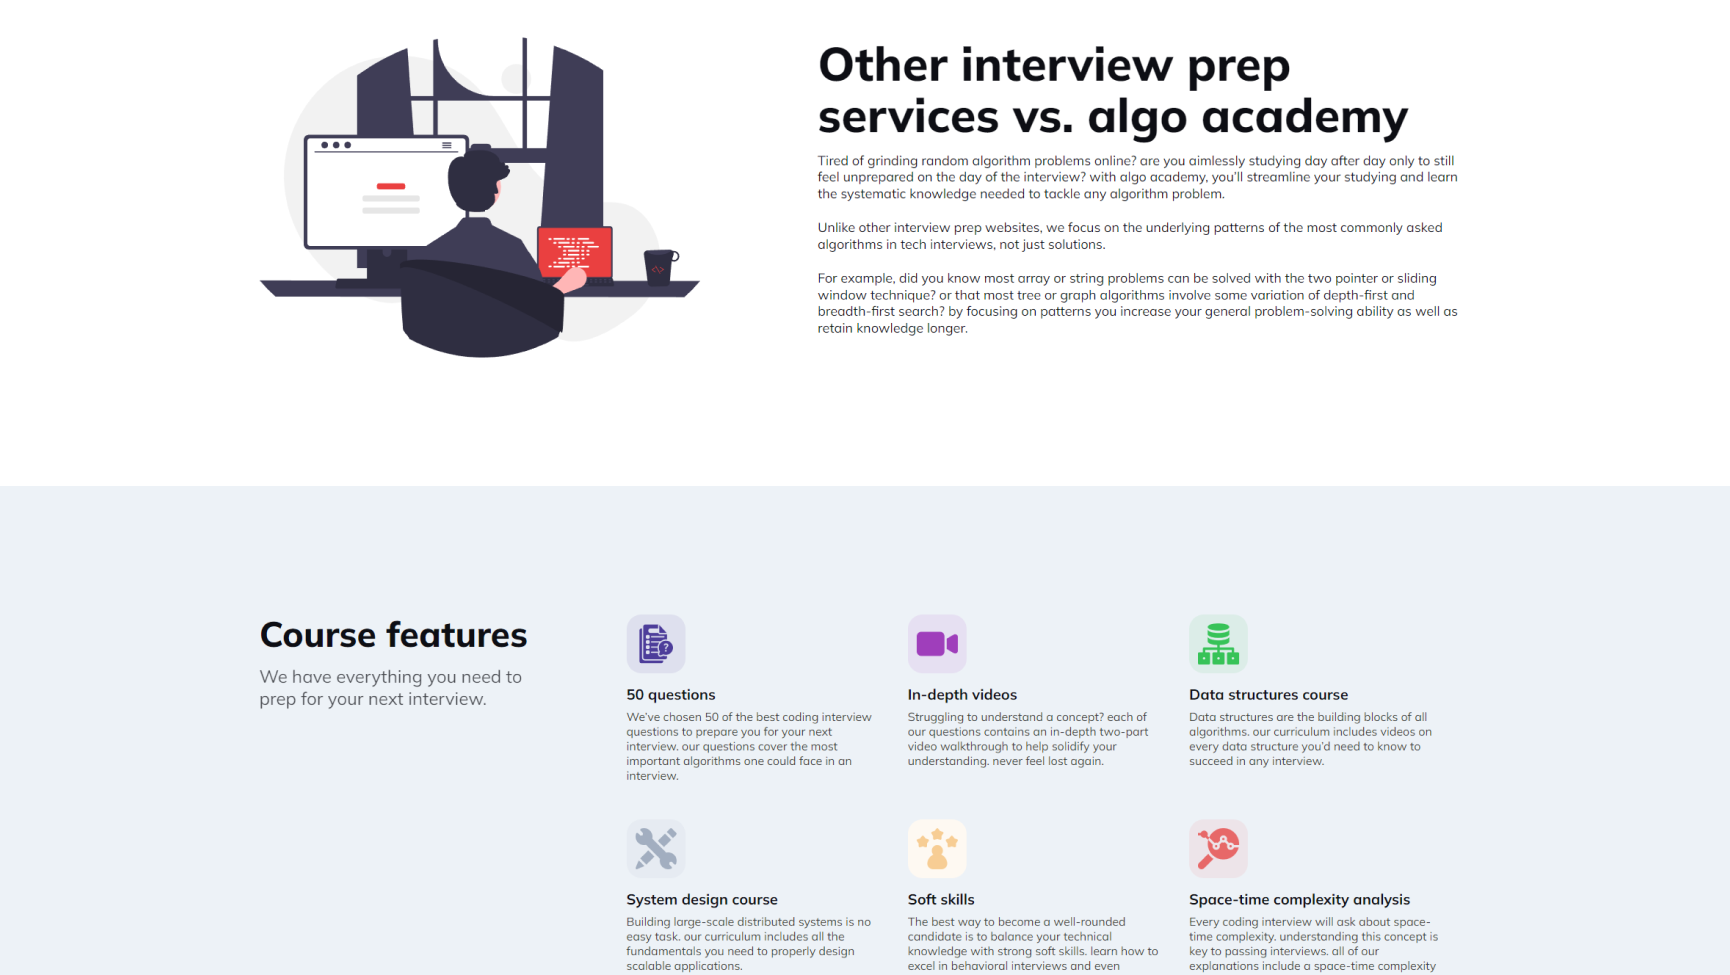 Other interview prep
services vs. algo academy
Tired of grinding random algorithm problems online? are you aimlessly studying day after day only to still
feel unprepared on the day of the interview? with algo academy, you'll streamline your studying and learn
the systematic knowledge needed to tackle any algorithm problem.
Unlike other interview prep websites, we focus on the underlying patterns of the most commonly asked
algorithms in tech interviews, not just solutions.
For example, did you know most array or string problems can be solved with the two pointer or sliding
window technique? or that most tree or graph algorithms involve some variation of depth-first and
breadth-first search? by focusing on patterns you increase your general problem-solving ability as well as
retain knowledge longer.
Course features
We have everything you need to
prep for your next interview.
50 questions
We've chosen 50 of the best coding interview
questions to prepare you for your next
interview. our questions cover the most
important algorithms one could face in an
interview.
In-depth videos
Struggling to understand a concept? each of
our questions contains an in-depth two-part
video walkthrough to help solidify your
understanding. never feel lost again.
Data structures course
Data structures are the building blocks of all
algorithms. our curriculum includes videos on
every data structure you'd need to know to
succeed in any interview.
System design course
Building large-scale distributed systems is no
easy task. our curriculum includes all the
fundamentals you need to properly design
scalable applications.
Soft skills
The best way to become a well-rounded
candidate is to balance your technical
knowledge with strong soft skills. learn how to
excel in behavioral interviews and even
Space-time complexity analysis
Every coding interview will ask about space-
time complexity. understanding this concept is
key to passing interviews. all of our
explanations include a space-time complexity